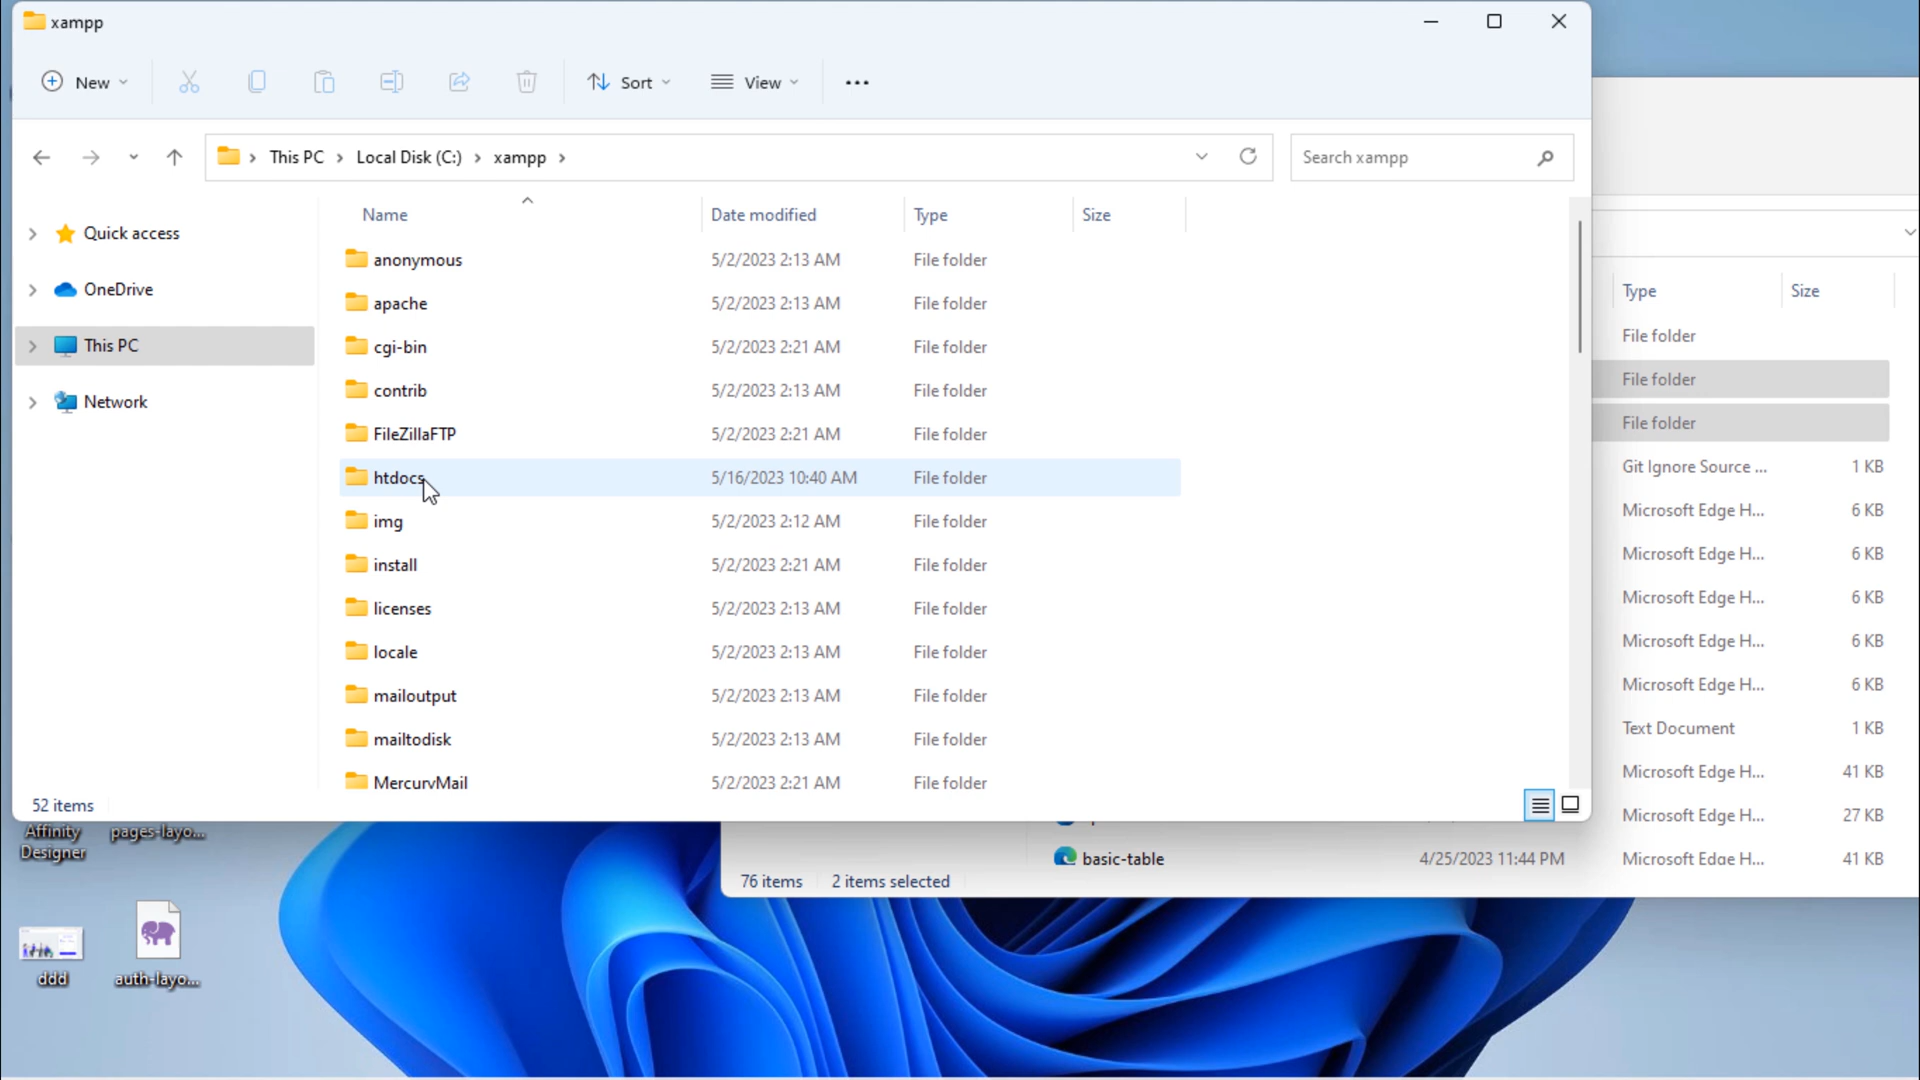 xampp
New
Sort
View
This PC
Local Disk (C:)
xampp
Search xampp
Quick access
OneDrive
This PC
Network
Name Date modified Type Size
anonymous 5/2/2023 2:13 AM File folder
apache 5/2/2023 2:13 AM File folder
cgi-bin 5/2/2023 2:21 AM File folder
contrib 5/2/2023 2:13 AM File folder
FileZillaFTP 5/2/2023 2:21 AM File folder
htdocs 5/16/2023 10:40 AM File folder
img 5/2/2023 2:12 AM File folder
install 5/2/2023 2:21 AM File folder
licenses 5/2/2023 2:13 AM File folder
locale 5/2/2023 2:13 AM File folder
mailoutput 5/2/2023 2:13 AM File folder
mailtodisk 5/2/2023 2:13 AM File folder
MercuryMail 5/2/2023 2:21 AM File folder
52 items
Type Size
File folder
File folder
File folder
Git Ignore Source ... 1 KB
Microsoft Edge H... 6 KB
Microsoft Edge H... 6 KB
Microsoft Edge H... 6 KB
Microsoft Edge H... 6 KB
Microsoft Edge H... 6 KB
Text Document 1 KB
Microsoft Edge H... 41 KB
Microsoft Edge H... 27 KB
basic-table 4/25/2023 11:44 PM Microsoft Edge H... 41 KB
76 items 2 items selected
Affinity
Designer
pages-layo...
ddd
auth-layo...